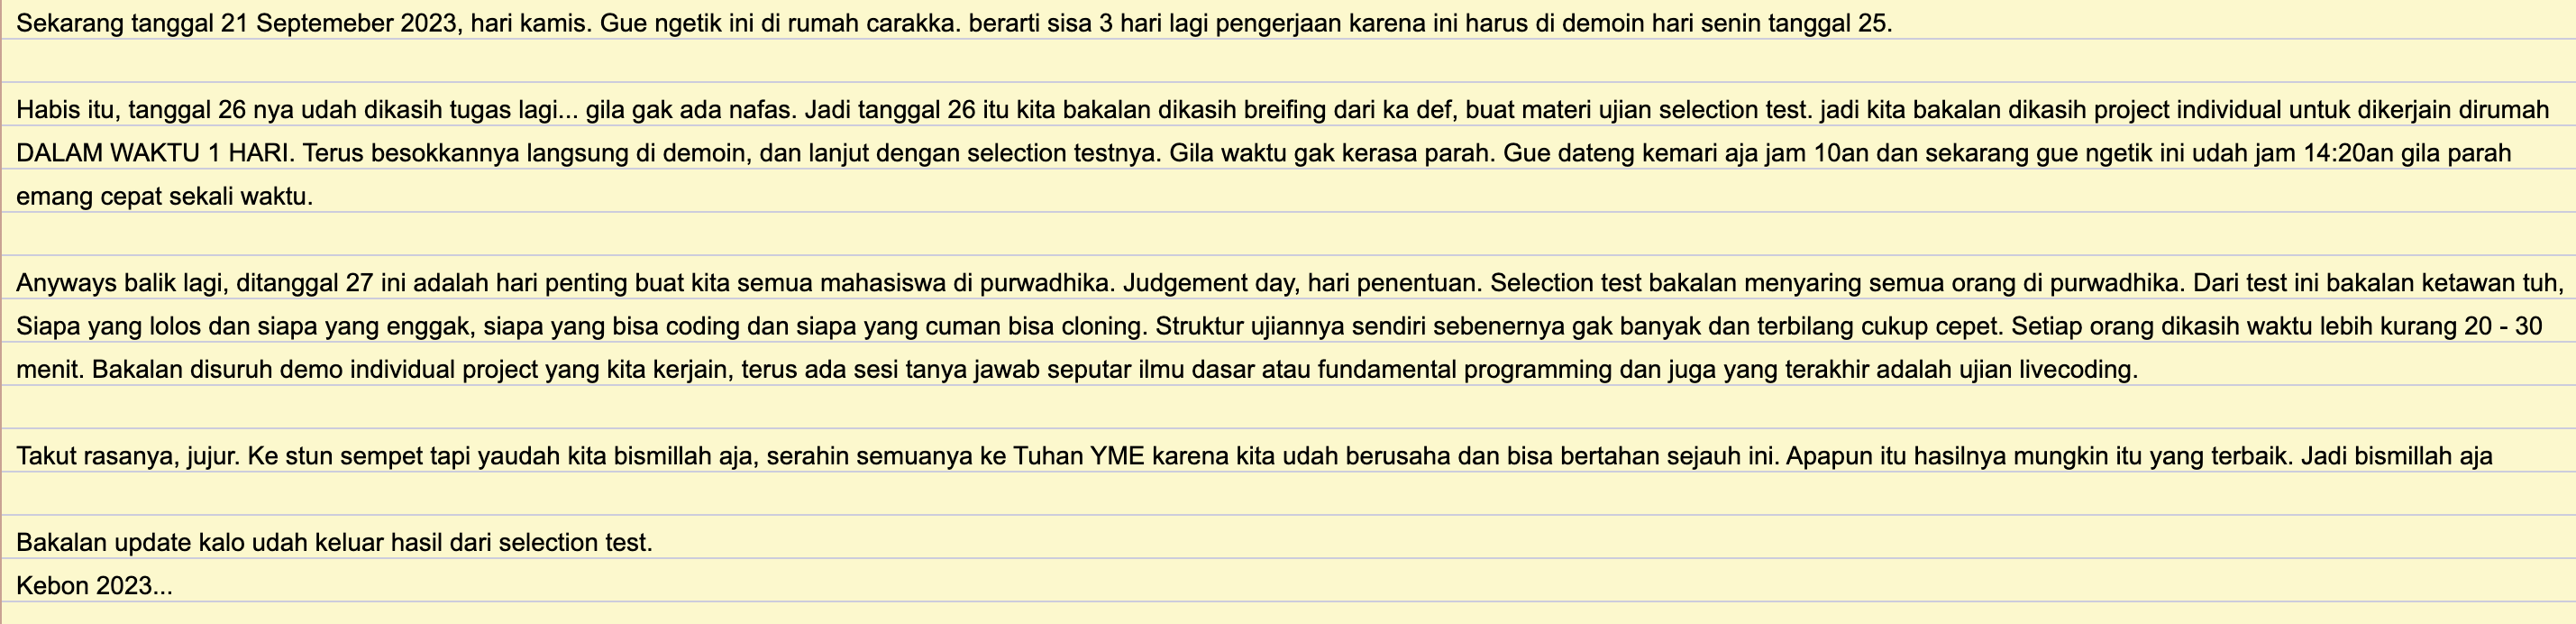 Sekarang tanggal 21 Septemeber 2023, hari kamis. Gue ngetik ini di rumah carakka. berarti sisa 3 hari lagi pengerjaan karena ini harus di demoin hari senin tanggal 25.
Habis itu, tanggal 26 nya udah dikasih tugas lagi... gila gak ada nafas. Jadi tanggal 26 itu kita bakalan dikasih breifing dari ka def, buat materi ujian selection test. jadi kita bakalan dikasih project individual untuk dikerjain dirumah
DALAM WAKTU 1 HARI. Terus besokkannya langsung di demoin, dan lanjut dengan selection testnya. Gila waktu gak kerasa parah. Gue dateng kemari aja jam 10an dan sekarang gue ngetik ini udah jam 14:20an gila parah
emang cepat sekali waktu.
Anyways balik lagi, ditanggal 27 ini adalah hari penting buat kita semua mahasiswa di purwadhika. Judgement day, hari penentuan. Selection test bakalan menyaring semua orang di purwadhika. Dari test ini bakalan ketawan tuh,
Siapa yang lolos dan siapa yang enggak, siapa yang bisa coding dan siapa yang cuman bisa cloning. Struktur ujiannya sendiri sebenernya gak banyak dan terbilang cukup cepet. Setiap orang dikasih waktu lebih kurang 20 - 30
menit. Bakalan disuruh demo individual project yang kita kerjain, terus ada sesi tanya jawab seputar ilmu dasar atau fundamental programming dan juga yang terakhir adalah ujian livecoding.
Takut rasanya, jujur. Ke stun sempet tapi yaudah kita bismillah aja, serahin semuanya ke Tuhan YME karena kita udah berusaha dan bisa bertahan sejauh ini. Apapun itu hasilnya mungkin itu yang terbaik. Jadi bismillah aja
Bakalan update kalo udah keluar hasil dari selection test.
Kebon 2023...